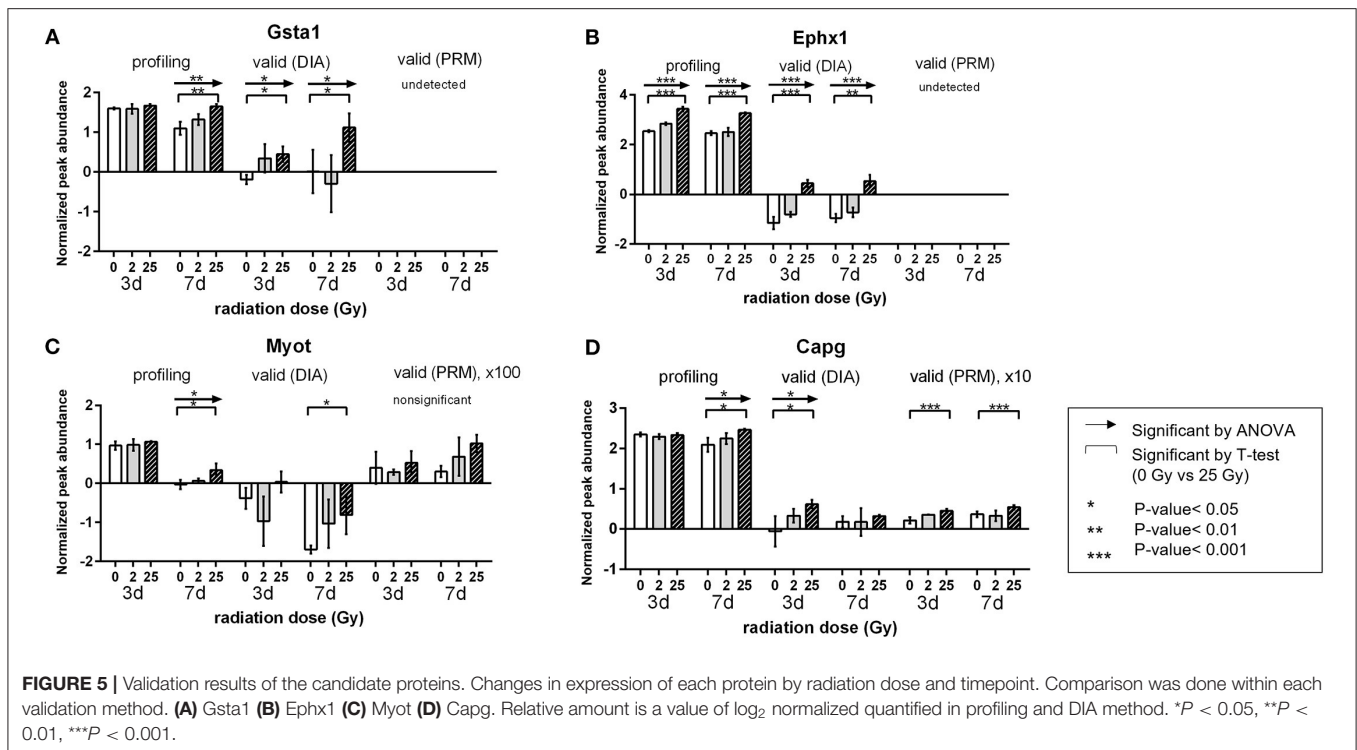 A
Gsta1
profiling
valid (DIA)
valid (PRM)
undetected
** * *
** * *
Normalized peak abundance
2
1
0
-1
-2
0 2 25 0 2 25 0 2 25 0 2 25 0 2 25 0 2 25
3d 7d 3d 7d 3d 7d
radiation dose (Gy)
B
Ephx1
profiling
valid (DIA)
valid (PRM)
undetected
*** *** *** ***
*** *** *** **
Normalized peak abundance
4
2
0
-2
0 2 25 0 2 25 0 2 25 0 2 25 0 2 25 0 2 25
3d 7d 3d 7d 3d 7d
radiation dose (Gy)
C
Myot
profiling
valid (DIA)
valid (PRM), x100
nonsignificant
*
* *
Normalized peak abundance
2
1
0
-1
-2
0 2 25 0 2 25 0 2 25 0 2 25 0 2 25 0 2 25
3d 7d 3d 7d 3d 7d
radiation dose (Gy)
D
Capg
profiling
valid (DIA)
valid (PRM), x10
* *
* * *** ***
Normalized peak abundance
3
2
1
0
-1
0 2 25 0 2 25 0 2 25 0 2 25 0 2 25 0 2 25
3d 7d 3d 7d 3d 7d
radiation dose (Gy)
Significant by ANOVA
Significant by T-test
(0 Gy vs 25 Gy)
* P-value< 0.05
** P-value< 0.01
*** P-value< 0.001
FIGURE 5 | Validation results of the candidate proteins. Changes in expression of each protein by radiation dose and timepoint. Comparison was done within each
validation method. (A) Gsta1 (B) Ephx1 (C) Myot (D) Capg. Relative amount is a value of log₂ normalized quantified in profiling and DIA method. *P < 0.05, **P <
0.01, ***P < 0.001.